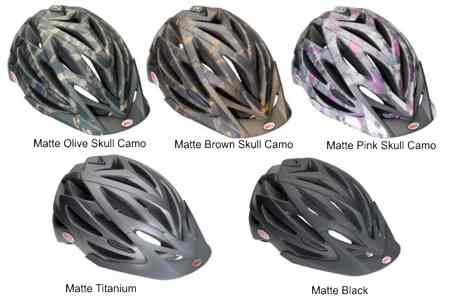 Matte Olive Skull Camo
Matte Brown Skull Camo
Matte Pink Skull Camo
Matte Titanium
Matte Black